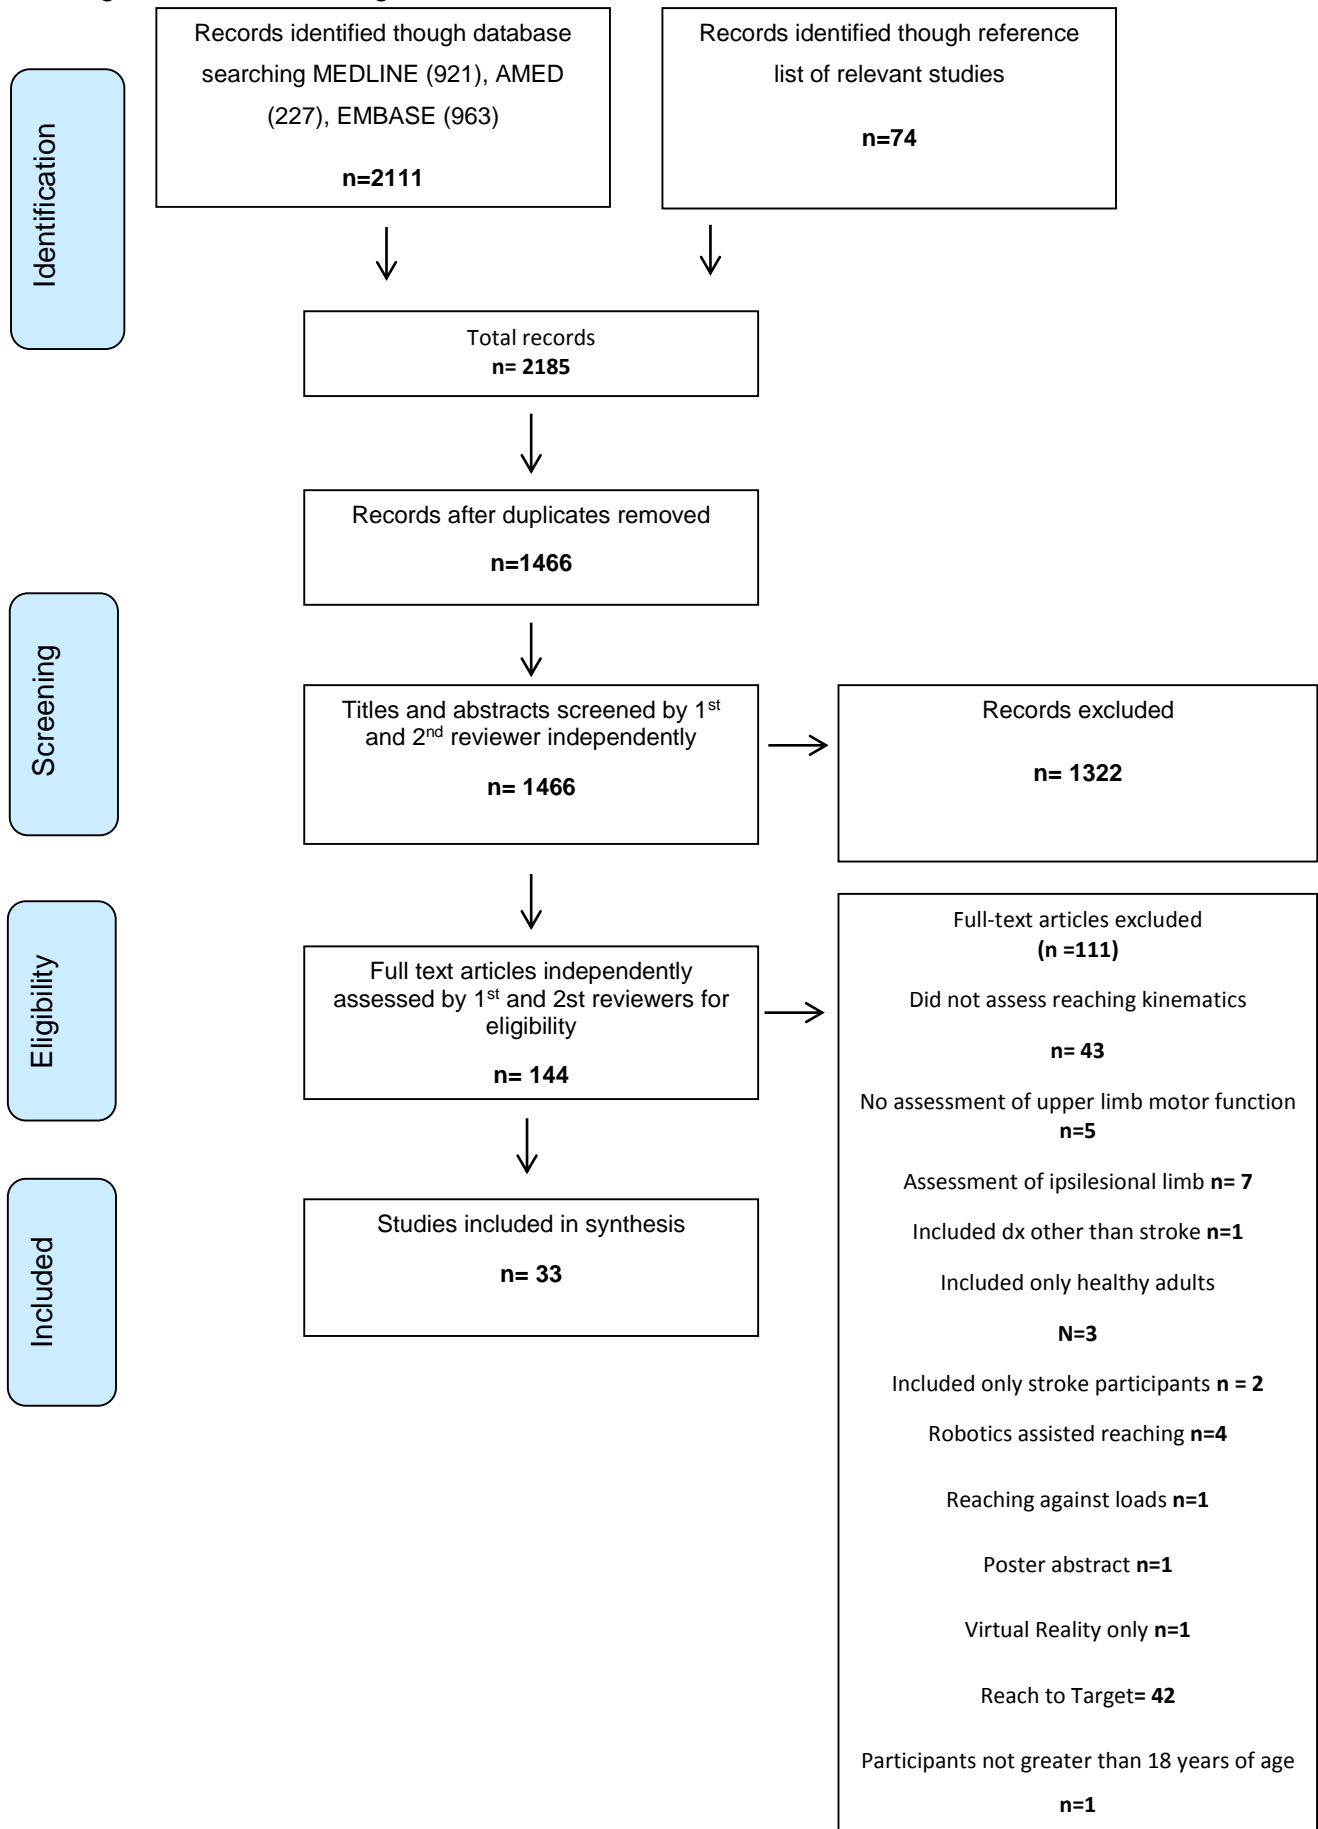 Records identified though database
searching MEDLINE (921), AMED
(227), EMBASE (963)
n=2111
Records identified though reference
list of relevant studies
n=74
Identification
Total records
n= 2185
Records after duplicates removed
n=1466
Screening
Titles and abstracts screened by 1st
and 2nd reviewer independently
n= 1466
Records excluded
n= 1322
Eligibility
Full text articles independently
assessed by 1st and 2st reviewers for
eligibility
n= 144
Full-text articles excluded
(n =111)
Did not assess reaching kinematics
n= 43
No assessment of upper limb motor function
n=5
Assessment of ipsilesional limb n= 7
Included dx other than stroke n=1
Included only healthy adults
N=3
Included only stroke participants n = 2
Robotics assisted reaching n=4
Reaching against loads n=1
Poster abstract n=1
Virtual Reality only n=1
Reach to Target= 42
Participants not greater than 18 years of age
n=1
Included
Studies included in synthesis
n= 33